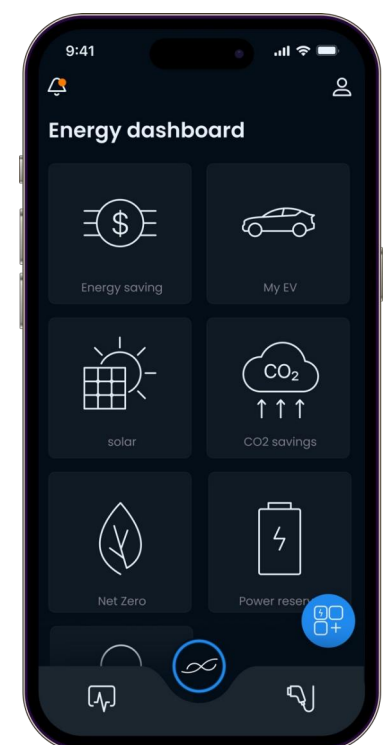 9:41
Energy dashboard
$
Energy saving
My EV
CO₂
solar
CO2 savings
Net Zero
Power reser